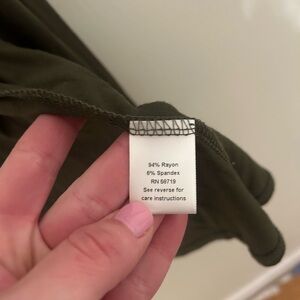 94% Rayon
6% Spandex
RN 59719
See reverse for
care instructions